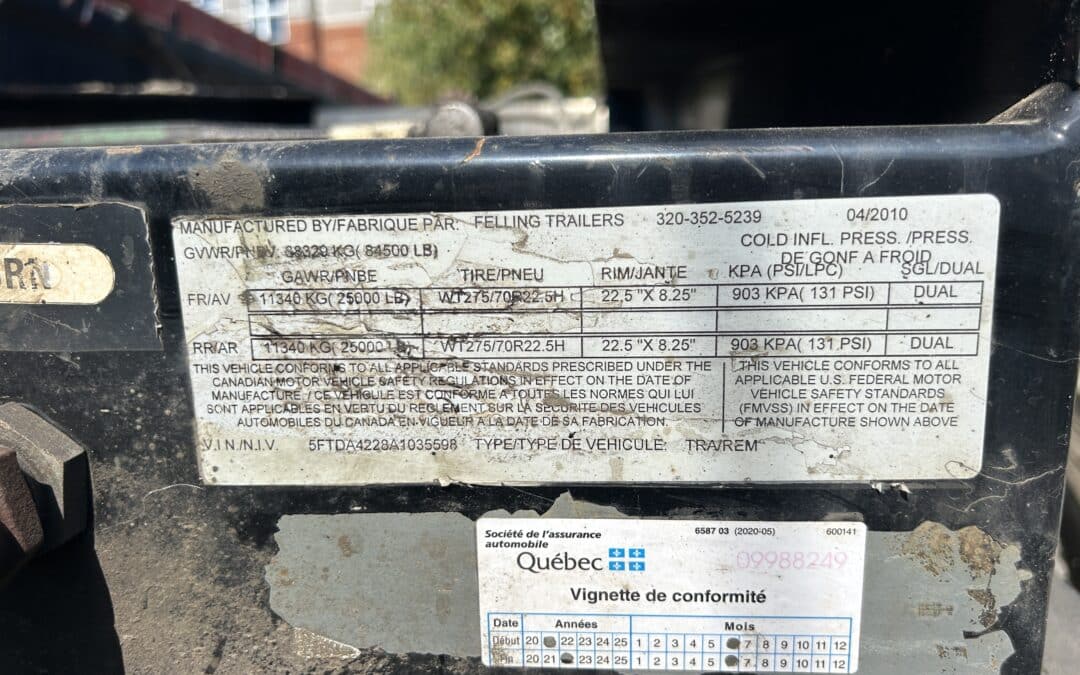 MANUFACTURED BY/FABRIQUE PAR: FELLING TRAILERS 320-352-5239 04/2010
GVWR/PNBV 38329 KG( 84500 LB)
COLD INFL. PRESS. /PRESS.
DE GONF A FROID
GAWR/PNBE TIRE/PNEU RIM/JANTE KPA (PSI/LPC) SGL/DUAL
FR/AV 11340 KG( 25000 LB) WT275/70R22.5H 22.5 "X 8.25" 903 KPA( 131 PSI) DUAL
RR/AR 11340 KG( 25000 LB) WT275/70R22.5H 22.5 "X 8.25" 903 KPA( 131 PSI) DUAL
THIS VEHICLE CONFORMS TO ALL APPLICABLE STANDARDS PRESCRIBED UNDER THE
CANADIAN MOTOR VEHICLE SAFETY REGULATIONS IN EFFECT ON THE DATE OF
MANUFACTURE / CE VEHICULE EST CONFORME A TOUTES LES NORMES QUI LUI
SONT APPLICABLES EN VERTU DU REGLEMENT SUR LA SECURITE DES VEHICULES
AUTOMOBILES DU CANADA EN VIGUEUR A LA DATE DE SA FABRICATION.
THIS VEHICLE CONFORMS TO ALL
APPLICABLE U.S. FEDERAL MOTOR
VEHICLE SAFETY STANDARDS
(FMVSS) IN EFFECT ON THE DATE
OF MANUFACTURE SHOWN ABOVE
V.I.N./N.I.V. 5FTDA4228A1035598 TYPE/TYPE DE VEHICULE: TRA/REM
RN
Société de l'assurance
automobile
Québec
6587 03 (2020-05) 600141
09988249
Vignette de conformité
Date Années Mois
Début 20 22 23 24 25 1 2 3 4 5 7 8 9 10 11 12
Fin 20 21 23 24 25 1 2 3 4 5 7 8 9 10 11 12